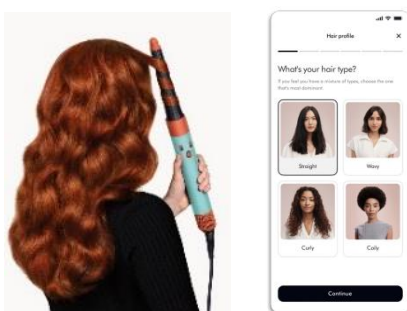 Hair profile
What's your hair type?
If you feel you have a mixture of types, choose the one
that's most dominant
Straight
Wavy
Curly
Coily
Continue